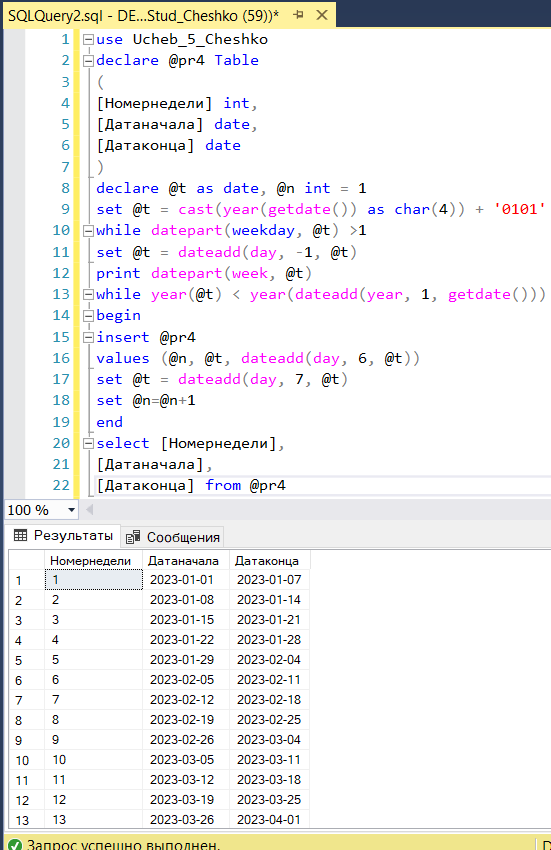 SQLQuery2.sql - DE...Stud_Cheshko (59))*
1 use Ucheb_5_Cheshko
2 declare @pr4 Table
3 (
4 [Номернедели] int,
5 [Датаначала] date,
6 [Датаконца] date
7 )
8 declare @t as date, @n int = 1
9 set @t = cast(year(getdate()) as char(4)) + '0101'
10 while datepart(weekday, @t) >1
11 set @t = dateadd(day, -1, @t)
12 print datepart(week, @t)
13 while year(@t) < year(dateadd(year, 1, getdate()))
14 begin
15 insert @pr4
16 values (@n, @t, dateadd(day, 6, @t))
17 set @t = dateadd(day, 7, @t)
18 set @n=@n+1
19 end
20 select [Номернедели],
21 [Датаначала],
22 [Датаконца] from @pr4
100 %
Результаты Сообщения
Номернедели Датаначала Датаконца
1 1 2023-01-01 2023-01-07
2 2 2023-01-08 2023-01-14
3 3 2023-01-15 2023-01-21
4 4 2023-01-22 2023-01-28
5 5 2023-01-29 2023-02-04
6 6 2023-02-05 2023-02-11
7 7 2023-02-12 2023-02-18
8 8 2023-02-19 2023-02-25
9 9 2023-02-26 2023-03-04
10 10 2023-03-05 2023-03-11
11 11 2023-03-12 2023-03-18
12 12 2023-03-19 2023-03-25
13 13 2023-03-26 2023-04-01
Запрос успешно выполнен.